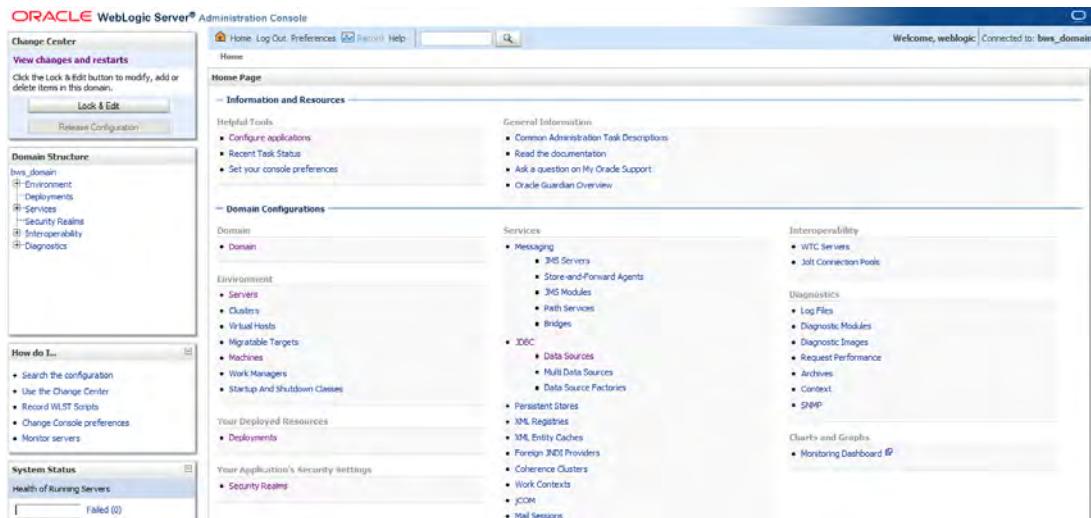 ORACLE WebLogic Server® Administration Console
Change Center
View changes and restarts
Click the Lock & Edit button to modify, add or
delete items in this domain.
Lock & Edit
Release Configuration
Domain Structure
bws_domain
Environment
Deployments
Services
Security Realms
Interoperability
Diagnostics
How do I...
Search the configuration
Use the Change Center
Record WLST Scripts
Change Console preferences
Monitor servers
System Status
Health of Running Servers
Failed (0)
Home Log Out Preferences Record Help
Welcome, weblogic Connected to: bws_domain
Home
Home Page
Information and Resources
Helpful Tools
Configure applications
Recent Task Status
Set your console preferences
General Information
Common Administration Task Descriptions
Read the documentation
Ask a question on My Oracle Support
Oracle Guardian Overview
Domain Configurations
Domain
Domain
Environment
Servers
Clusters
Virtual Hosts
Migratable Targets
Machines
Work Managers
Startup And Shutdown Classes
Your Deployed Resources
Deployments
Your Application's Security Settings
Security Realms
Services
Messaging
JMS Servers
Store-and-Forward Agents
JMS Modules
Path Services
Bridges
JDBC
Data Sources
Multi Data Sources
Data Source Factories
Persistent Stores
XML Registries
XML Entity Caches
Foreign JNDI Providers
Coherence Clusters
Work Contexts
jCOM
Mail Sessions
Interoperability
WTC Servers
Jolt Connection Pools
Diagnostics
Log Files
Diagnostic Modules
Diagnostic Images
Request Performance
Archives
Context
SNMP
Charts and Graphs
Monitoring Dashboard